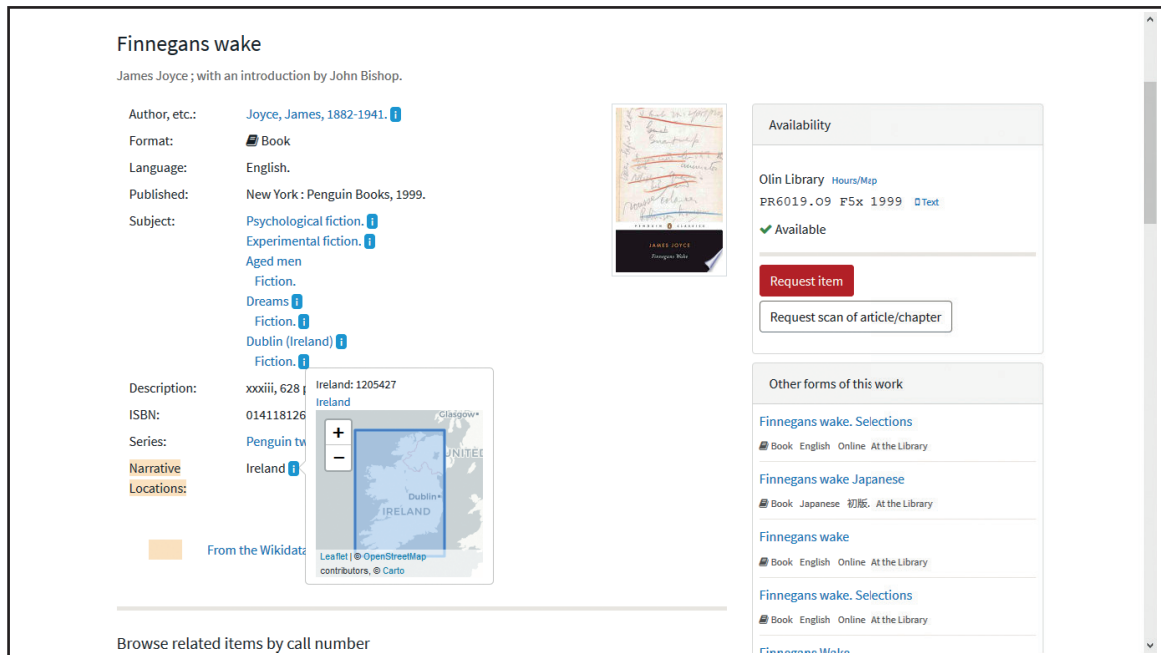 Finnegans wake
James Joyce ; with an introduction by John Bishop.
Author, etc.: Joyce, James, 1882-1941. i
Format: Book
Language: English.
Published: New York : Penguin Books, 1999.
Subject: Psychological fiction. i
Experimental fiction. i
Aged men
Fiction.
Dreams i
Fiction. i
Dublin (Ireland) i
Fiction. i
Description: xxxiii, 628
ISBN: 014118126
Series: Penguin tw
Narrative Locations: Ireland i
From the Wikidata
Ireland: 1205427
Ireland
+
−
Glasgow
UNITED
Dublin
IRELAND
Leaflet | © OpenStreetMap
contributors, © Carto
PENGUIN CLASSICS
JAMES JOYCE
Finnegans Wake
Availability
Olin Library Hours/Map
PR6019.O9 F5x 1999 Text
Available
Request item
Request scan of article/chapter
Other forms of this work
Finnegans wake. Selections
Book English Online At the Library
Finnegans wake Japanese
Book Japanese 初版. At the Library
Finnegans wake
Book English Online At the Library
Finnegans wake. Selections
Book English Online At the Library
Finnegans Wake
Browse related items by call number